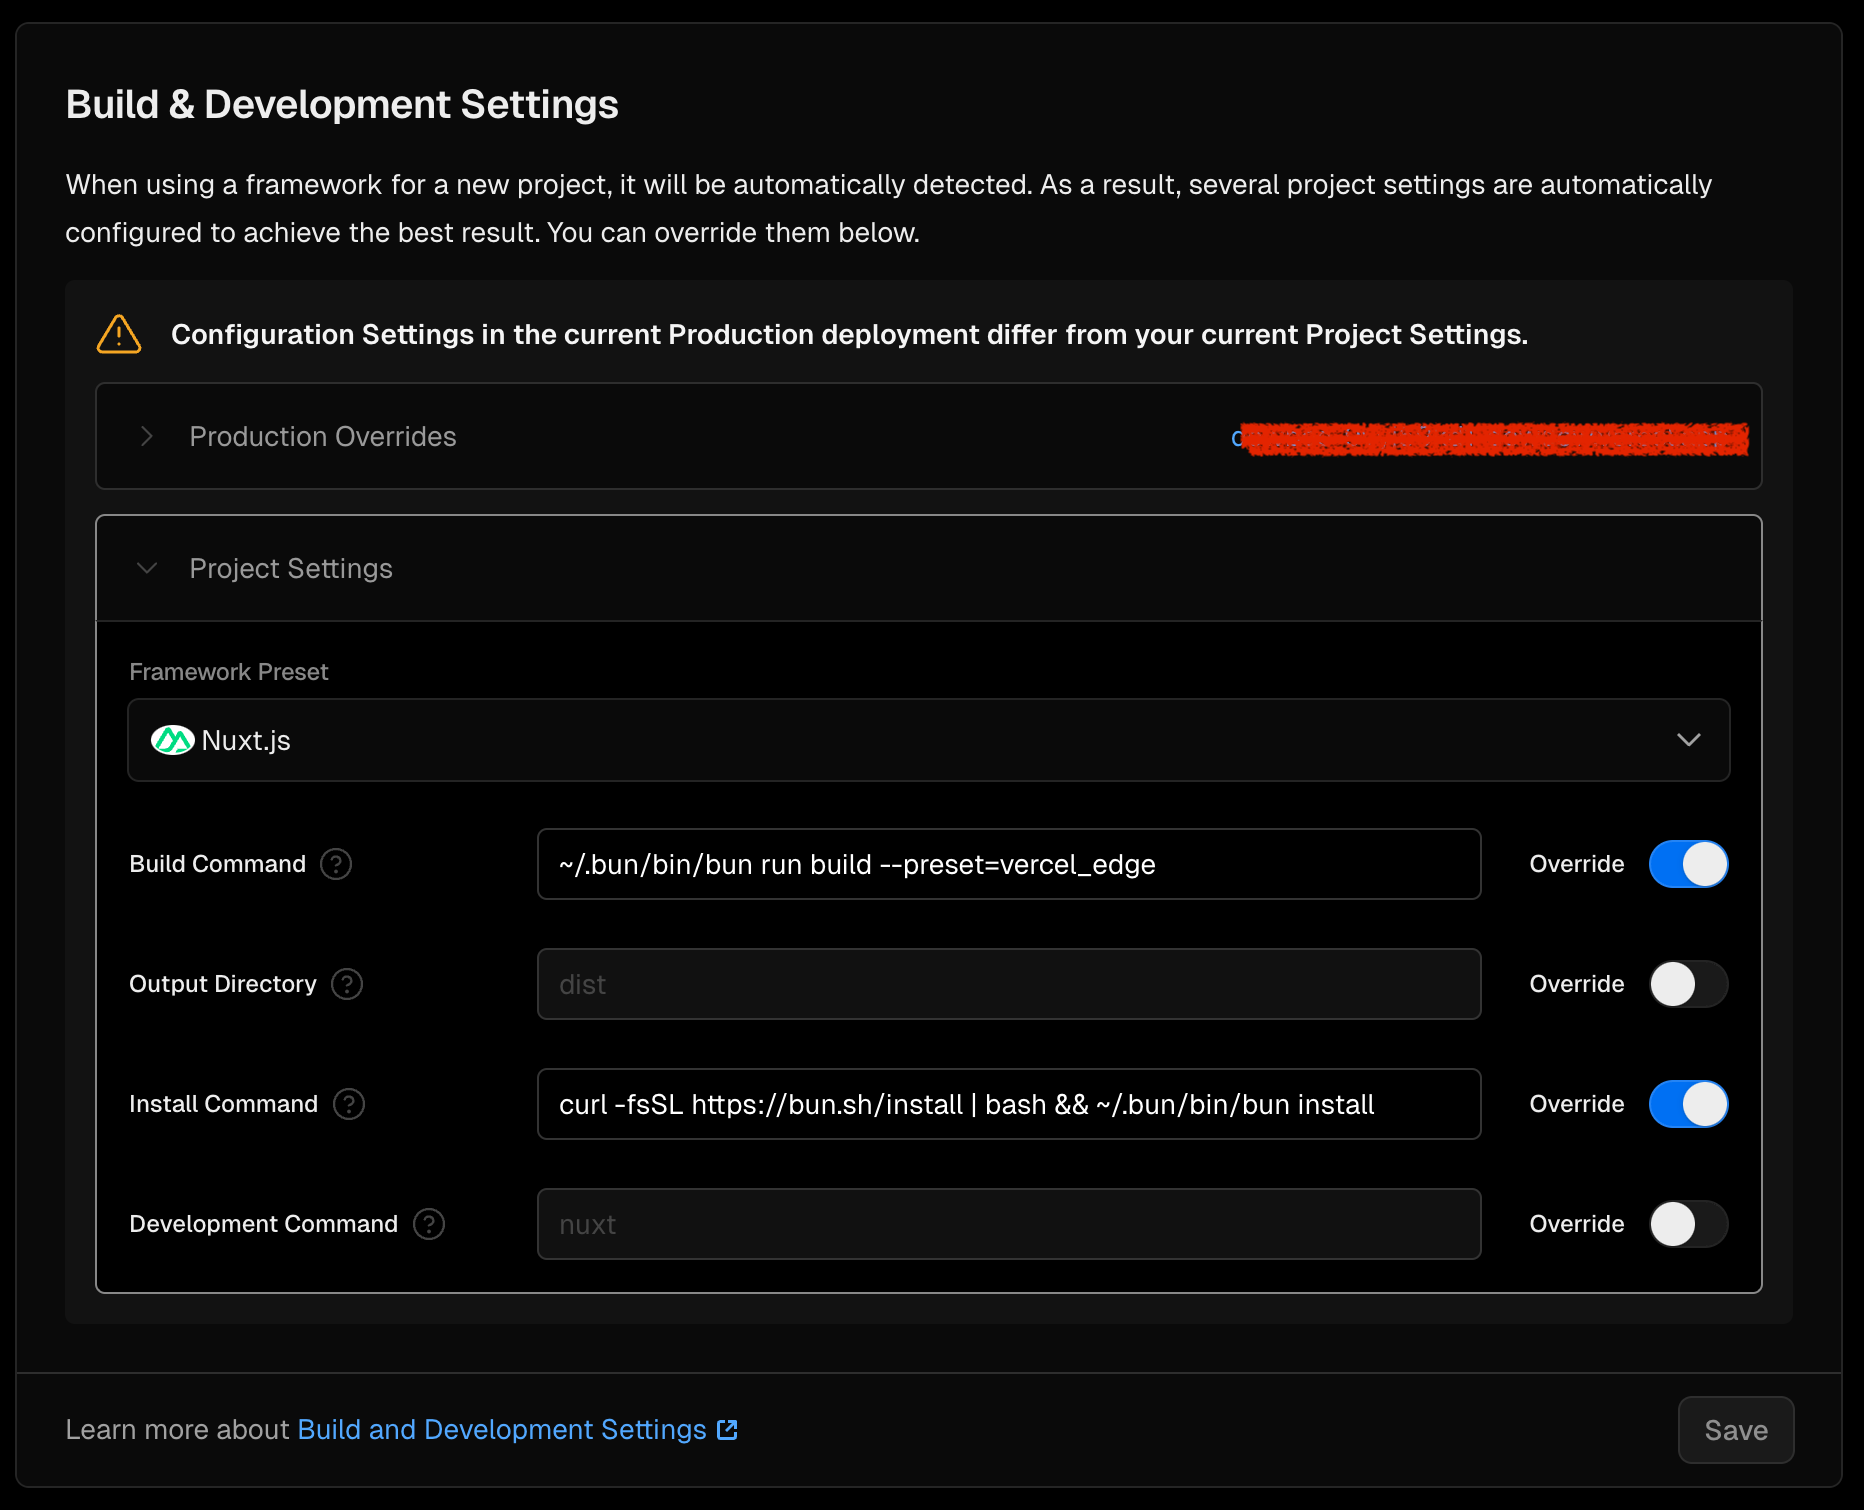 Build & Development Settings
When using a framework for a new project, it will be automatically detected. As a result, several project settings are automatically
configured to achieve the best result. You can override them below.
Configuration Settings in the current Production deployment differ from your current Project Settings.
Production Overrides
Project Settings
Framework Preset
Nuxt.js
Build Command ? ~/.bun/bin/bun run build --preset=vercel_edge Override
Output Directory ? dist Override
Install Command ? curl -fsSL https://bun.sh/install | bash && ~/.bun/bin/bun install Override
Development Command ? nuxt Override
Learn more about Build and Development Settings
Save